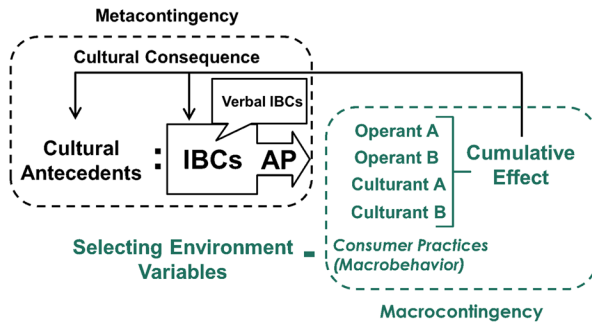 Metacontingency
Cultural Consequence
Verbal IBCs
Cultural
Antecedents
:
IBCs
AP
Operant A
Operant B
Culturant A
Culturant B
Cumulative
Effect
Selecting Environment
Variables
-
Consumer Practices
(Macrobehavior)
Macrocontingency